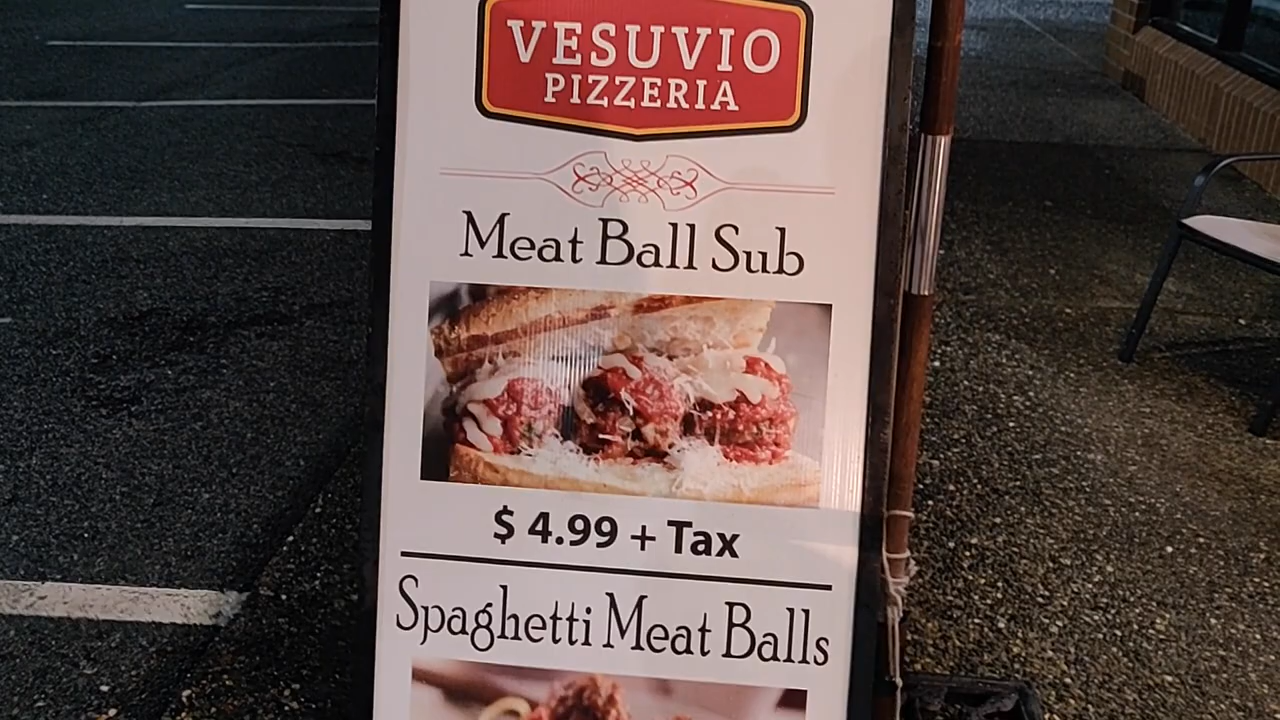 VESUVIO
PIZZERIA
Meat Ball Sub
$ 4.99 + Tax
Spaghetti Meat Balls